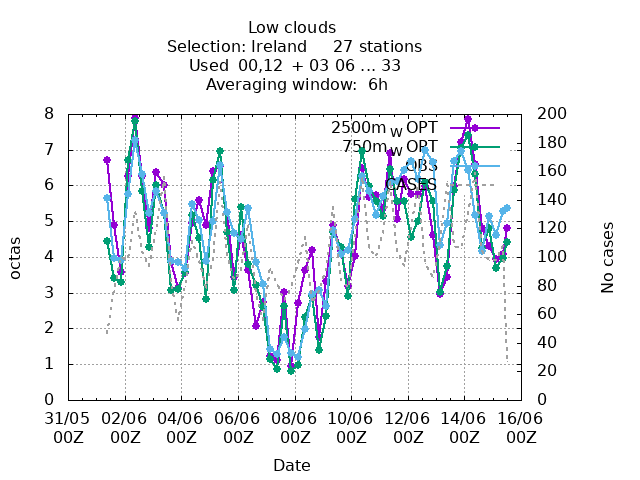 Low clouds
Selection: Ireland 27 stations
Used 00,12 + 03 06 ... 33
Averaging window: 6h
8 200
2500m_w OPT
7 180
750m_w OPT
OBS
160
6 CASES
140
5 120
octas
4 100
No cases
3 80
60
2
40
1
20
0 0
31/05 02/06 04/06 06/06 08/06 10/06 12/06 14/06 16/06
00Z 00Z 00Z 00Z 00Z 00Z 00Z 00Z 00Z
Date